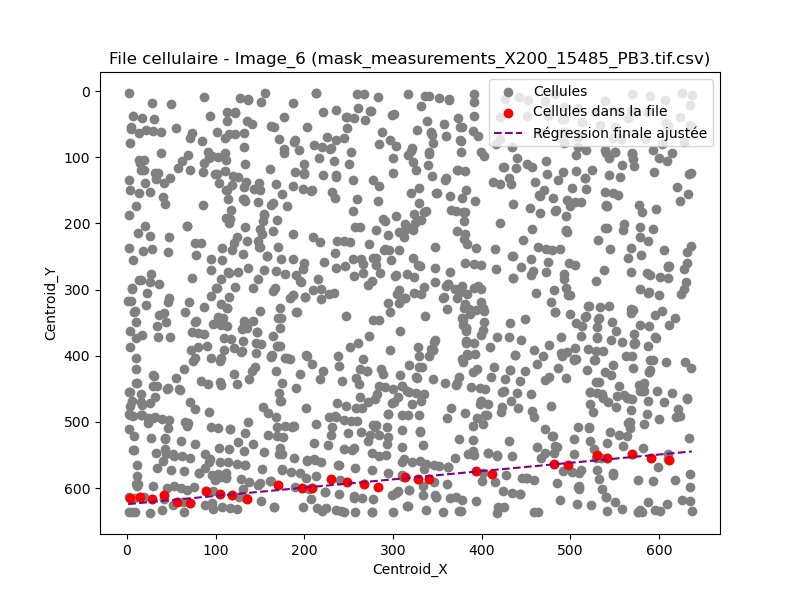 File cellulaire - Image_6 (mask_measurements_X200_15485_PB3.tif.csv)
Cellules
Cellules dans la file
Régression finale ajustée
0
100
200
300
400
500
600
Centroid_Y
0 100 200 300 400 500 600
Centroid_X